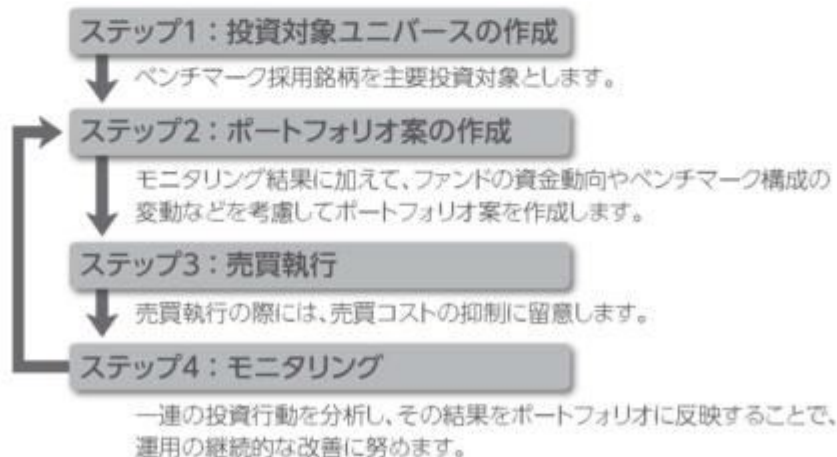 ステップ1：投資対象ユニバースの作成
ベンチマーク採用銘柄を主要投資対象とします。
ステップ2：ポートフォリオ案の作成
モニタリング結果に加えて、ファンドの資金動向やベンチマーク構成の
変動などを考慮してポートフォリオ案を作成します。
ステップ3：売買執行
売買執行の際には、売買コストの抑制に留意します。
ステップ4：モニタリング
一連の投資行動を分析し、その結果をポートフォリオに反映することで、
運用の継続的な改善に努めます。